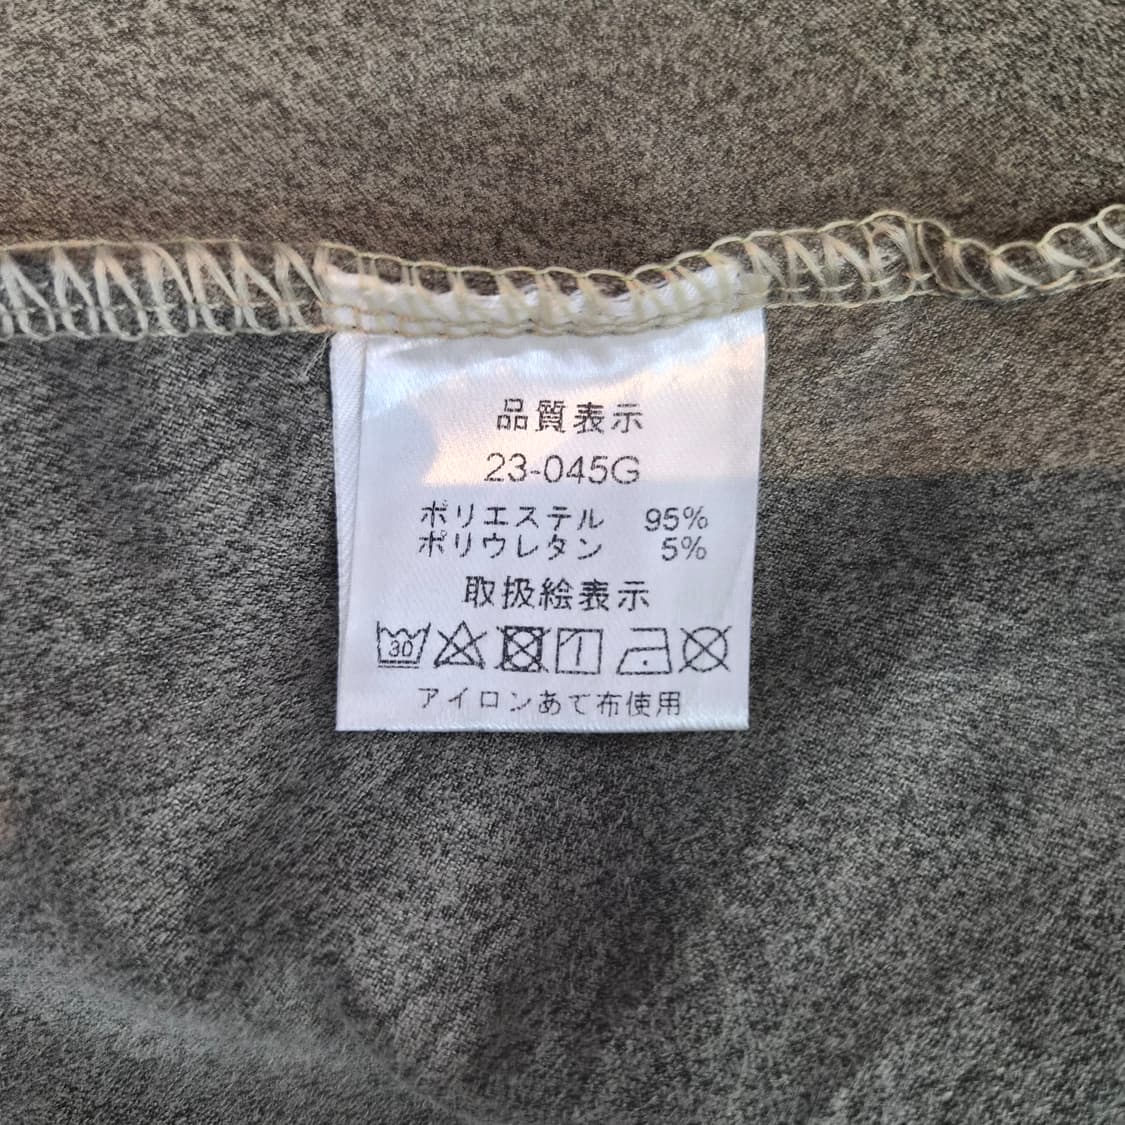 品質表示
23-045G
ポリエステル 95%
ポリウレタン 5%
取扱絵表示
30
アイロンあて布使用